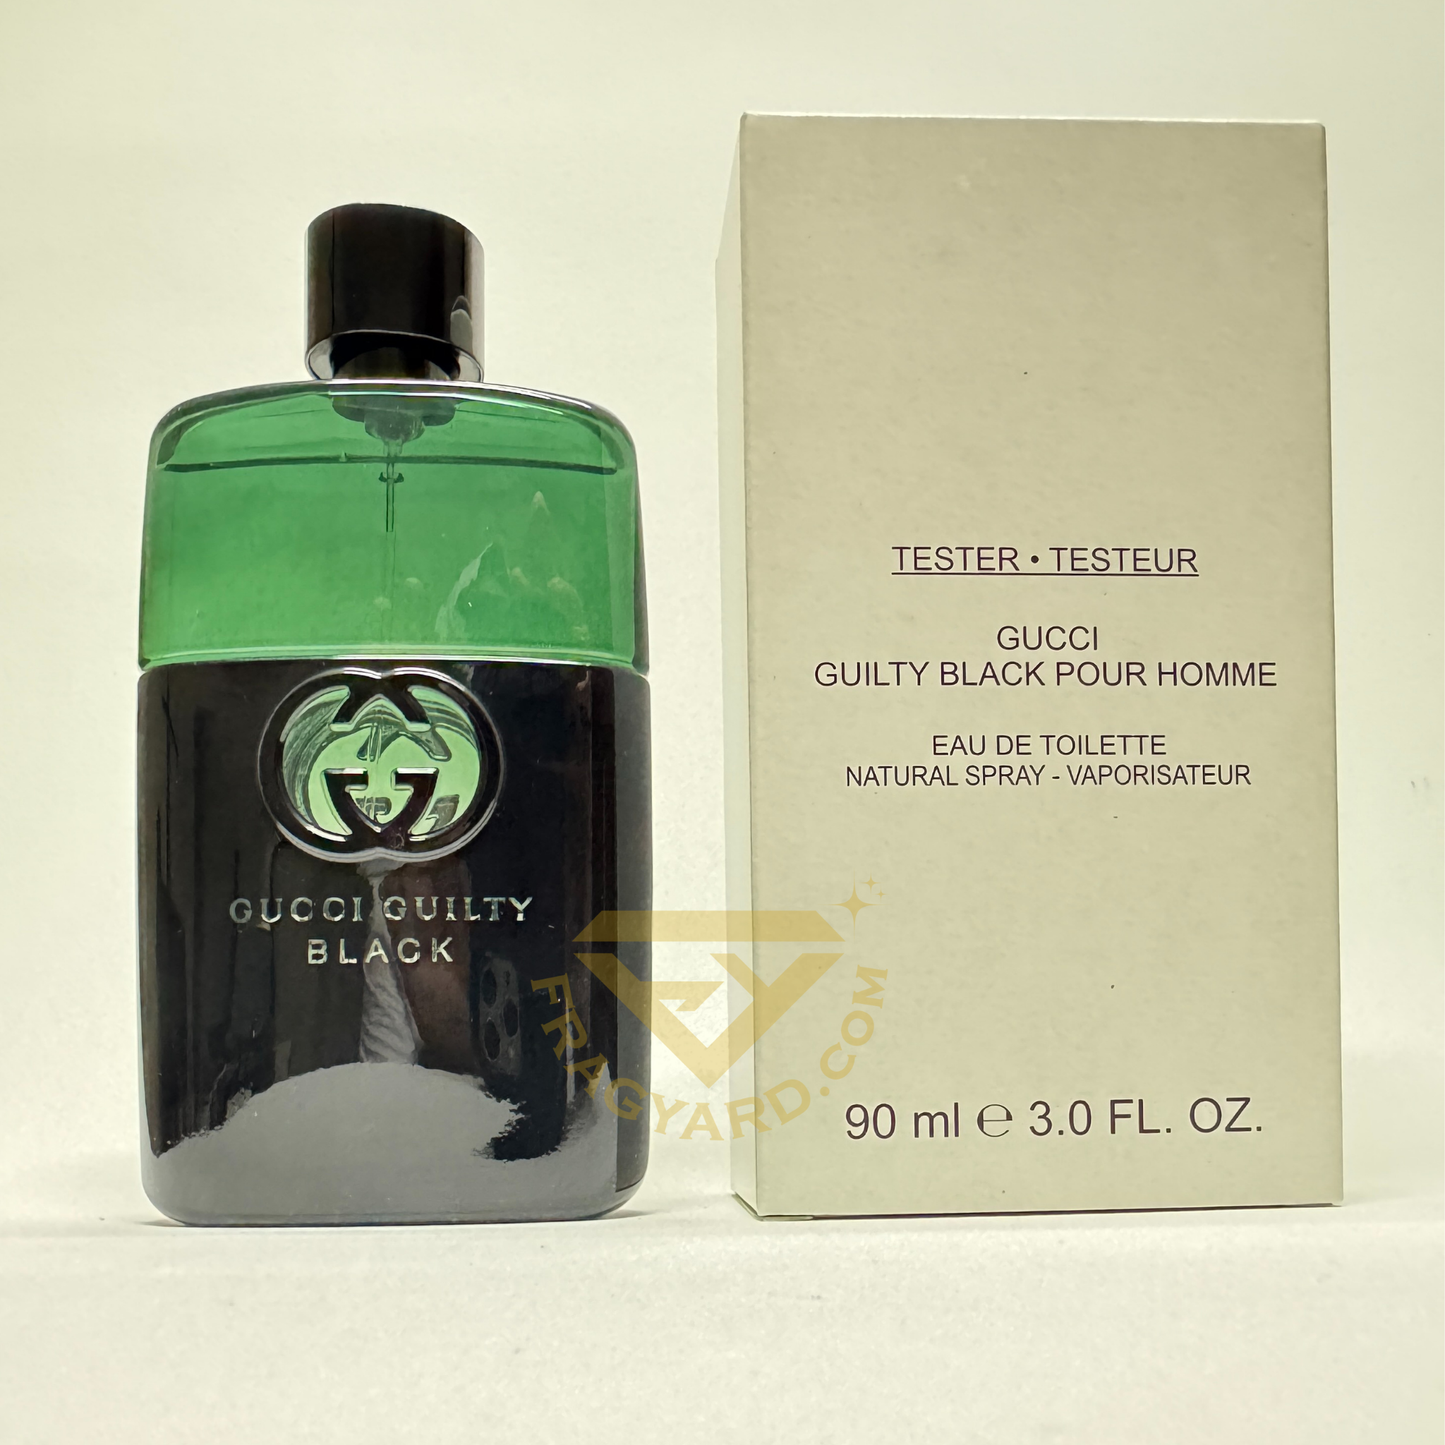 GUCCI GUILTY
BLACK
TESTER • TESTEUR
GUCCI
GUILTY BLACK POUR HOMME
EAU DE TOILETTE
NATURAL SPRAY - VAPORISATEUR
90 ml ℮ 3.0 FL. OZ.
FRAGYARD.COM